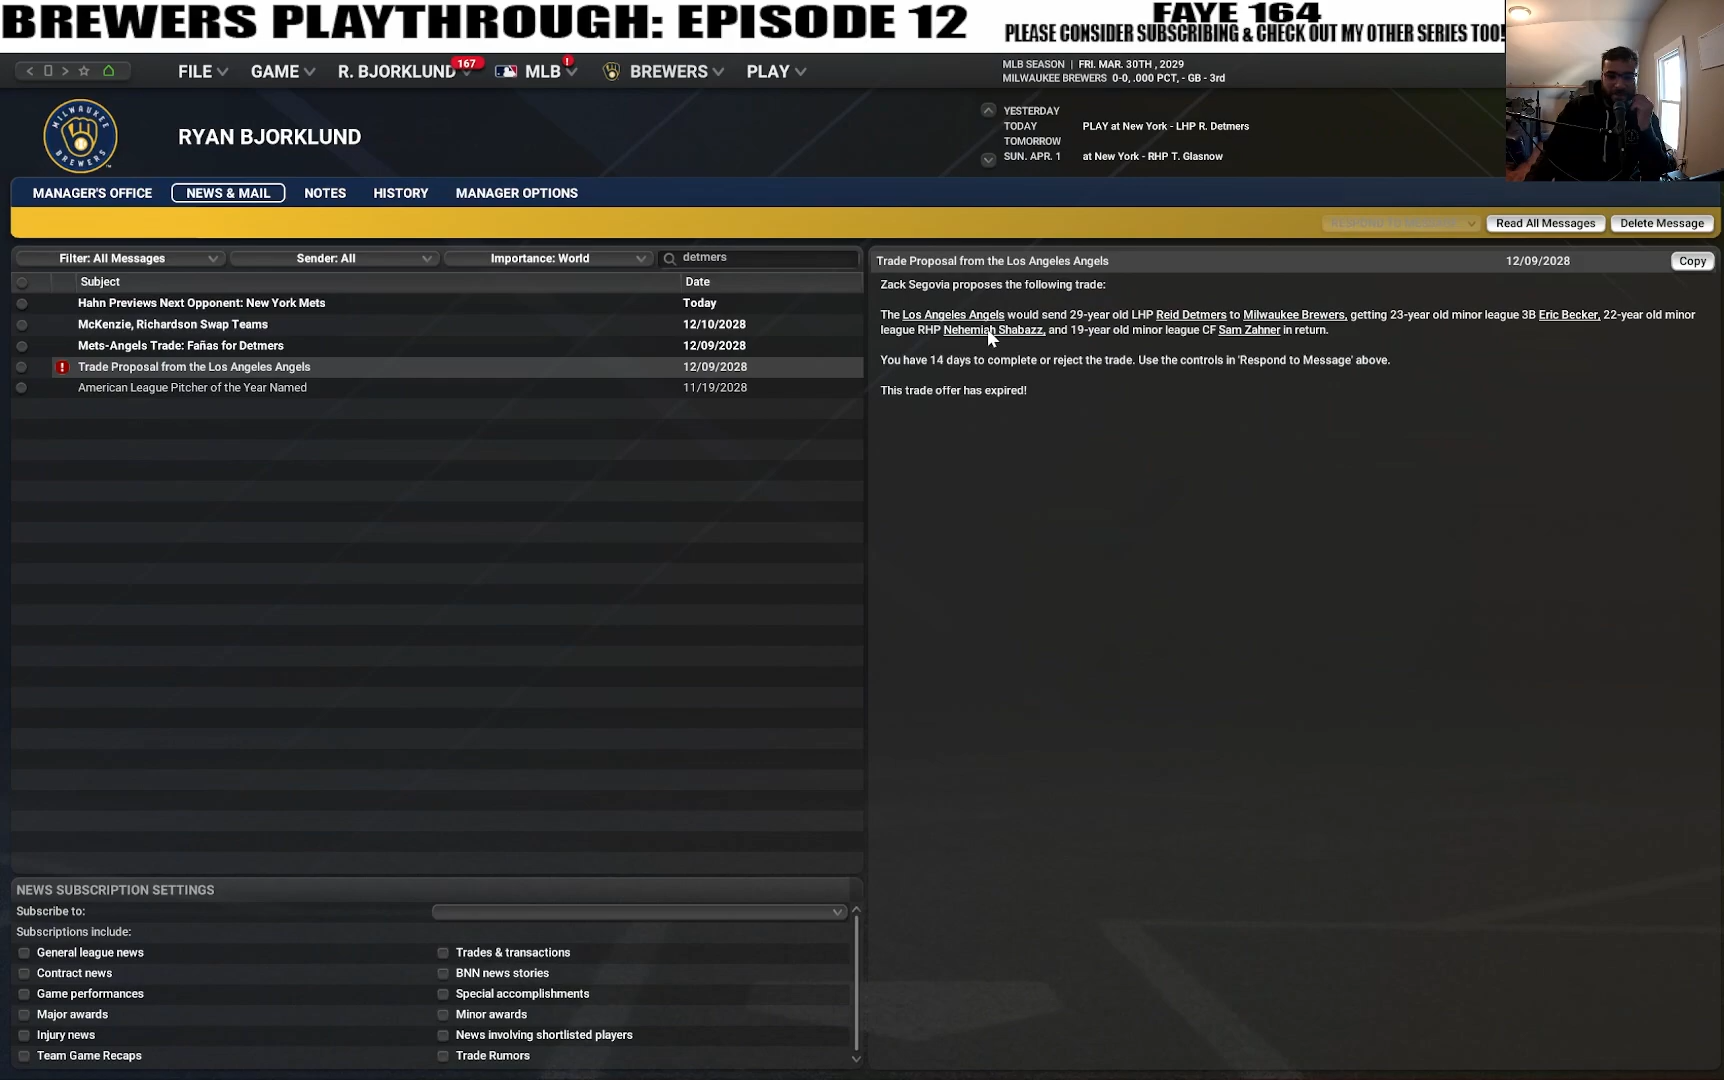 BREWERS PLAYTHROUGH: EPISODE 12
FAYE 164
PLEASE CONSIDER SUBSCRIBING & CHECK OUT MY OTHER SERIES TOO!
FILE
GAME
R. BJORKLUND
167
MLB
!
BREWERS
PLAY
MLB SEASON | FRI. MAR. 30TH , 2029
MILWAUKEE BREWERS 0-0, .000 PCT, - GB - 3rd
MILWAUKEE
BREWERS
RYAN BJORKLUND
YESTERDAY
TODAY PLAY at New York - LHP R. Detmers
TOMORROW
SUN. APR. 1 at New York - RHP T. Glasnow
MANAGER'S OFFICE
NEWS & MAIL
NOTES
HISTORY
MANAGER OPTIONS
Read All Messages
Delete Message
Filter: All Messages
Sender: All
Importance: World
detmers
Subject Date
Hahn Previews Next Opponent: New York Mets Today
McKenzie, Richardson Swap Teams 12/10/2028
Mets-Angels Trade: Fañas for Detmers 12/09/2028
! Trade Proposal from the Los Angeles Angels 12/09/2028
American League Pitcher of the Year Named 11/19/2028
Trade Proposal from the Los Angeles Angels 12/09/2028
Copy
Zack Segovia proposes the following trade:
The Los Angeles Angels would send 29-year old LHP Reid Detmers to Milwaukee Brewers, getting 23-year old minor league 3B Eric Becker, 22-year old minor
league RHP Nehemiah Shabazz, and 19-year old minor league CF Sam Zahner in return.
You have 14 days to complete or reject the trade. Use the controls in 'Respond to Message' above.
This trade offer has expired!
NEWS SUBSCRIPTION SETTINGS
Subscribe to:
Subscriptions include:
General league news
Trades & transactions
Contract news
BNN news stories
Game performances
Special accomplishments
Major awards
Minor awards
Injury news
News involving shortlisted players
Team Game Recaps
Trade Rumors